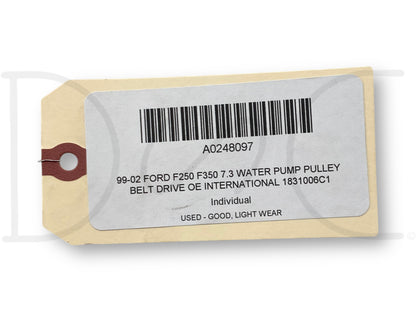 A0248097
99-02 FORD F250 F350 7.3 WATER PUMP PULLEY
BELT DRIVE OE INTERNATIONAL 1831006C1
Individual
USED - GOOD, LIGHT WEAR